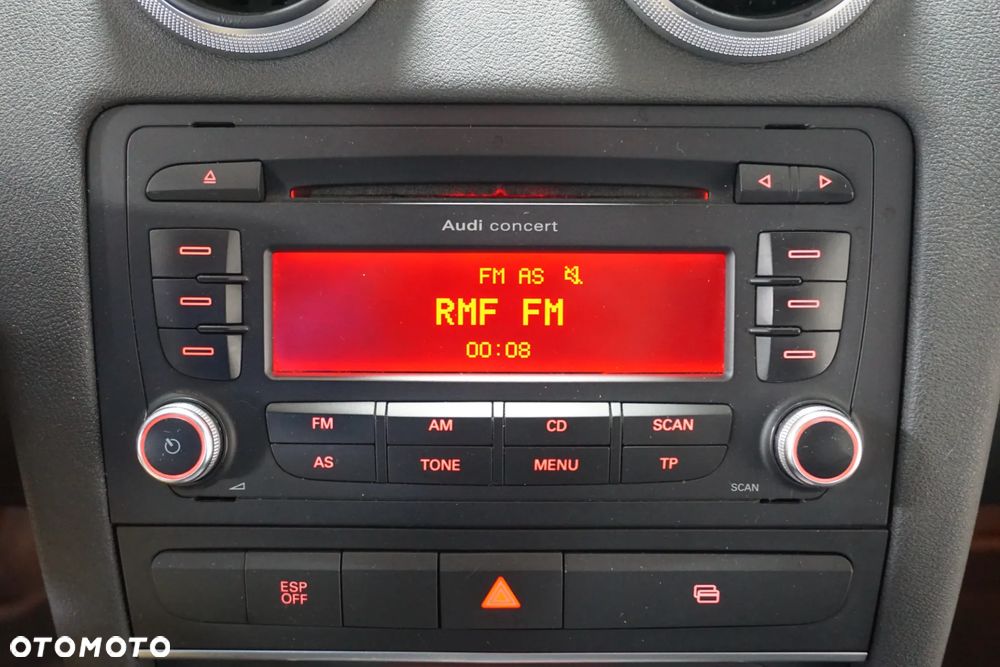 Audi concert
FM AS
RMF FM
00:08
FM AM CD SCAN
AS TONE MENU TP
SCAN
ESP
OFF
OTOMOTO